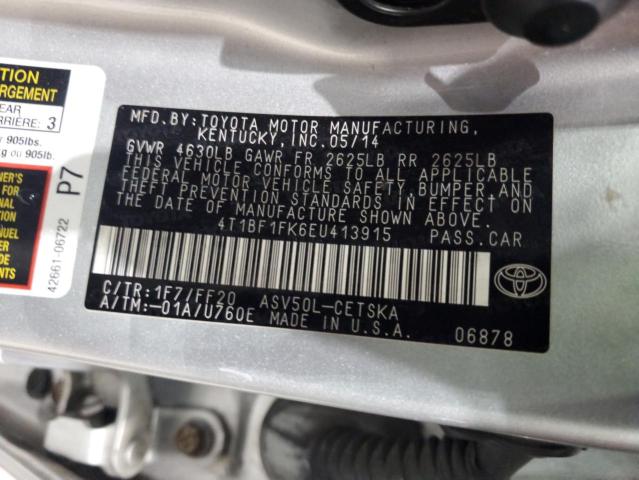 TION
RGEMENT
EAR
RRIÈRE: 3
905lbs.
kg ou 905lb.
P7
42661-06722
MFD.BY: TOYOTA MOTOR MANUFACTURING,
KENTUCKY, INC. 05/14
GVWR 4630LB GAWR FR 2625LB RR 2625LB
THIS VEHICLE CONFORMS TO ALL APPLICABLE
FEDERAL MOTOR VEHICLE SAFETY, BUMPER, AND
THEFT PREVENTION STANDARDS IN EFFECT ON
THE DATE OF MANUFACTURE SHOWN ABOVE.
4T1BF1FK6EU413915 PASS.CAR
C/TR: 1F7/FF20 ASV50L-CETSKA
A/TM: -01A/U760E MADE IN U.S.A.
06878
TOYOTA